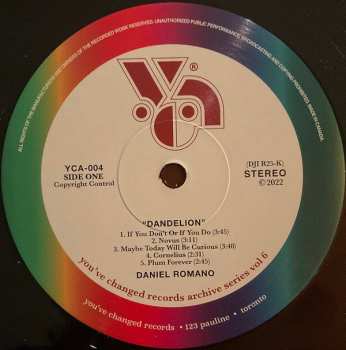 ALL RIGHTS OF THE MANUFACTURERS AND OWNERS OF THE RECORDED WORK RESERVED. UNAUTHORIZED PUBLIC PERFORMANCE, BROADCASTING AND COPYING PROHIBITED. MADE IN CANADA.
®
YCA-004
SIDE ONE
Copyright Control
(DJI R25-K)
STEREO
© 2022
"DANDELION"
1. If You Don't Or If You Do (3:45)
2. Novus (3:11)
3. Maybe Today Will Be Curious (3:40)
4. Cornelius (2:31)
5. Plum Forever (2:45)
DANIEL ROMANO
you've changed records archive series vol 6
you've changed records • 123 pauline • toronto